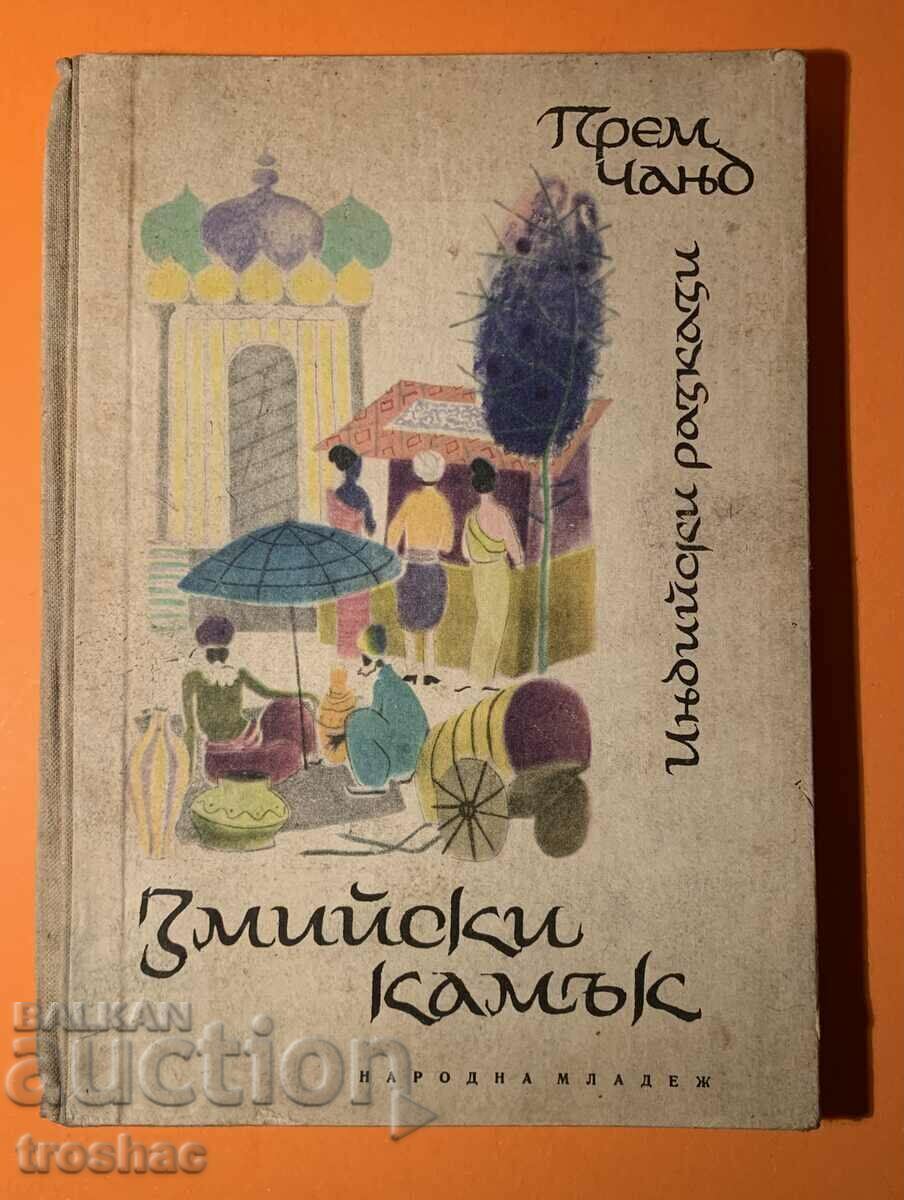 Прем
Чанд
Индийски разкази
Змийски
камък
НАРОДНА МЛАДЕЖ
BALKAN
auction
troshac